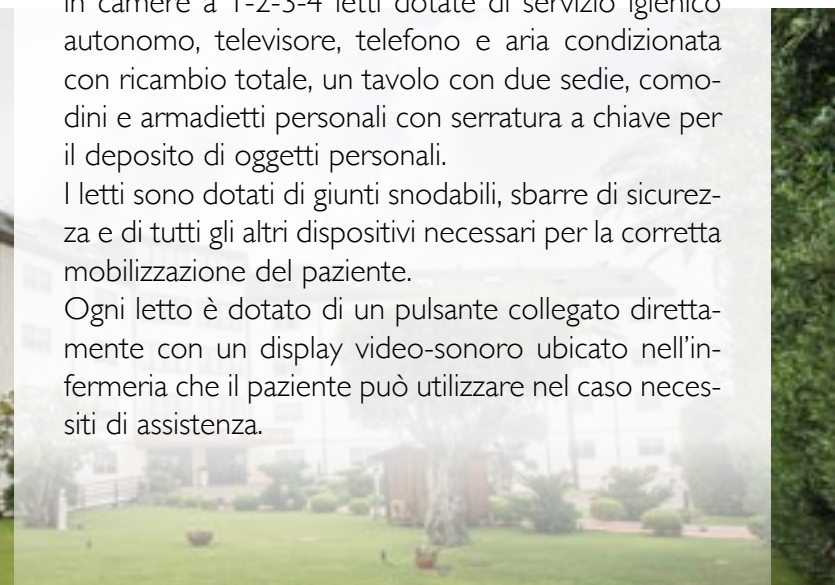 in camere a 1-2-3-4 letti dotate di servizio igienico
autonomo, televisore, telefono e aria condizionata
con ricambio totale, un tavolo con due sedie, como-
dini e armadietti personali con serratura a chiave per
il deposito di oggetti personali.
I letti sono dotati di giunti snodabili, sbarre di sicurez-
za e di tutti gli altri dispositivi necessari per la corretta
mobilizzazione del paziente.
Ogni letto è dotato di un pulsante collegato diretta-
mente con un display video-sonoro ubicato nell’in-
fermeria che il paziente può utilizzare nel caso neces-
siti di assistenza.